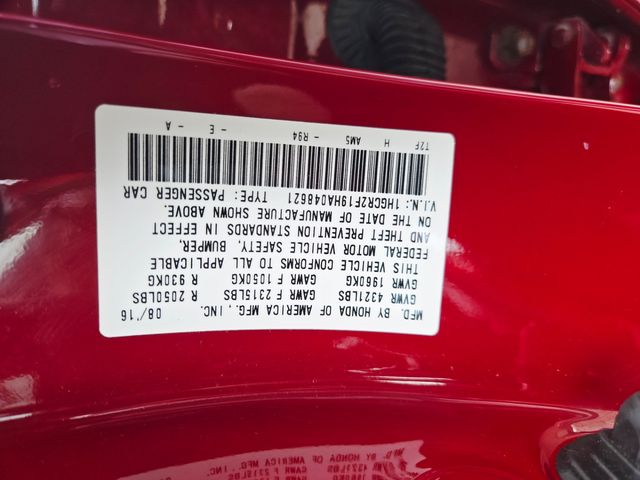 MFD. BY HONDA OF AMERICA MFG., INC. 08/'16
GVWR 4321LBS GAWR F 2315LBS R 2050LBS
GVWR 1960KG GAWR F 1050KG R 930KG
THIS VEHICLE CONFORMS TO ALL APPLICABLE
FEDERAL MOTOR VEHICLE SAFETY, BUMPER,
AND THEFT PREVENTION STANDARDS IN EFFECT
ON THE DATE OF MANUFACTURE SHOWN ABOVE.
V.I.N.: 1HGCR2F19HA048621 TYPE: PASSENGER CAR
T2F H AM5 - R94 - E - A